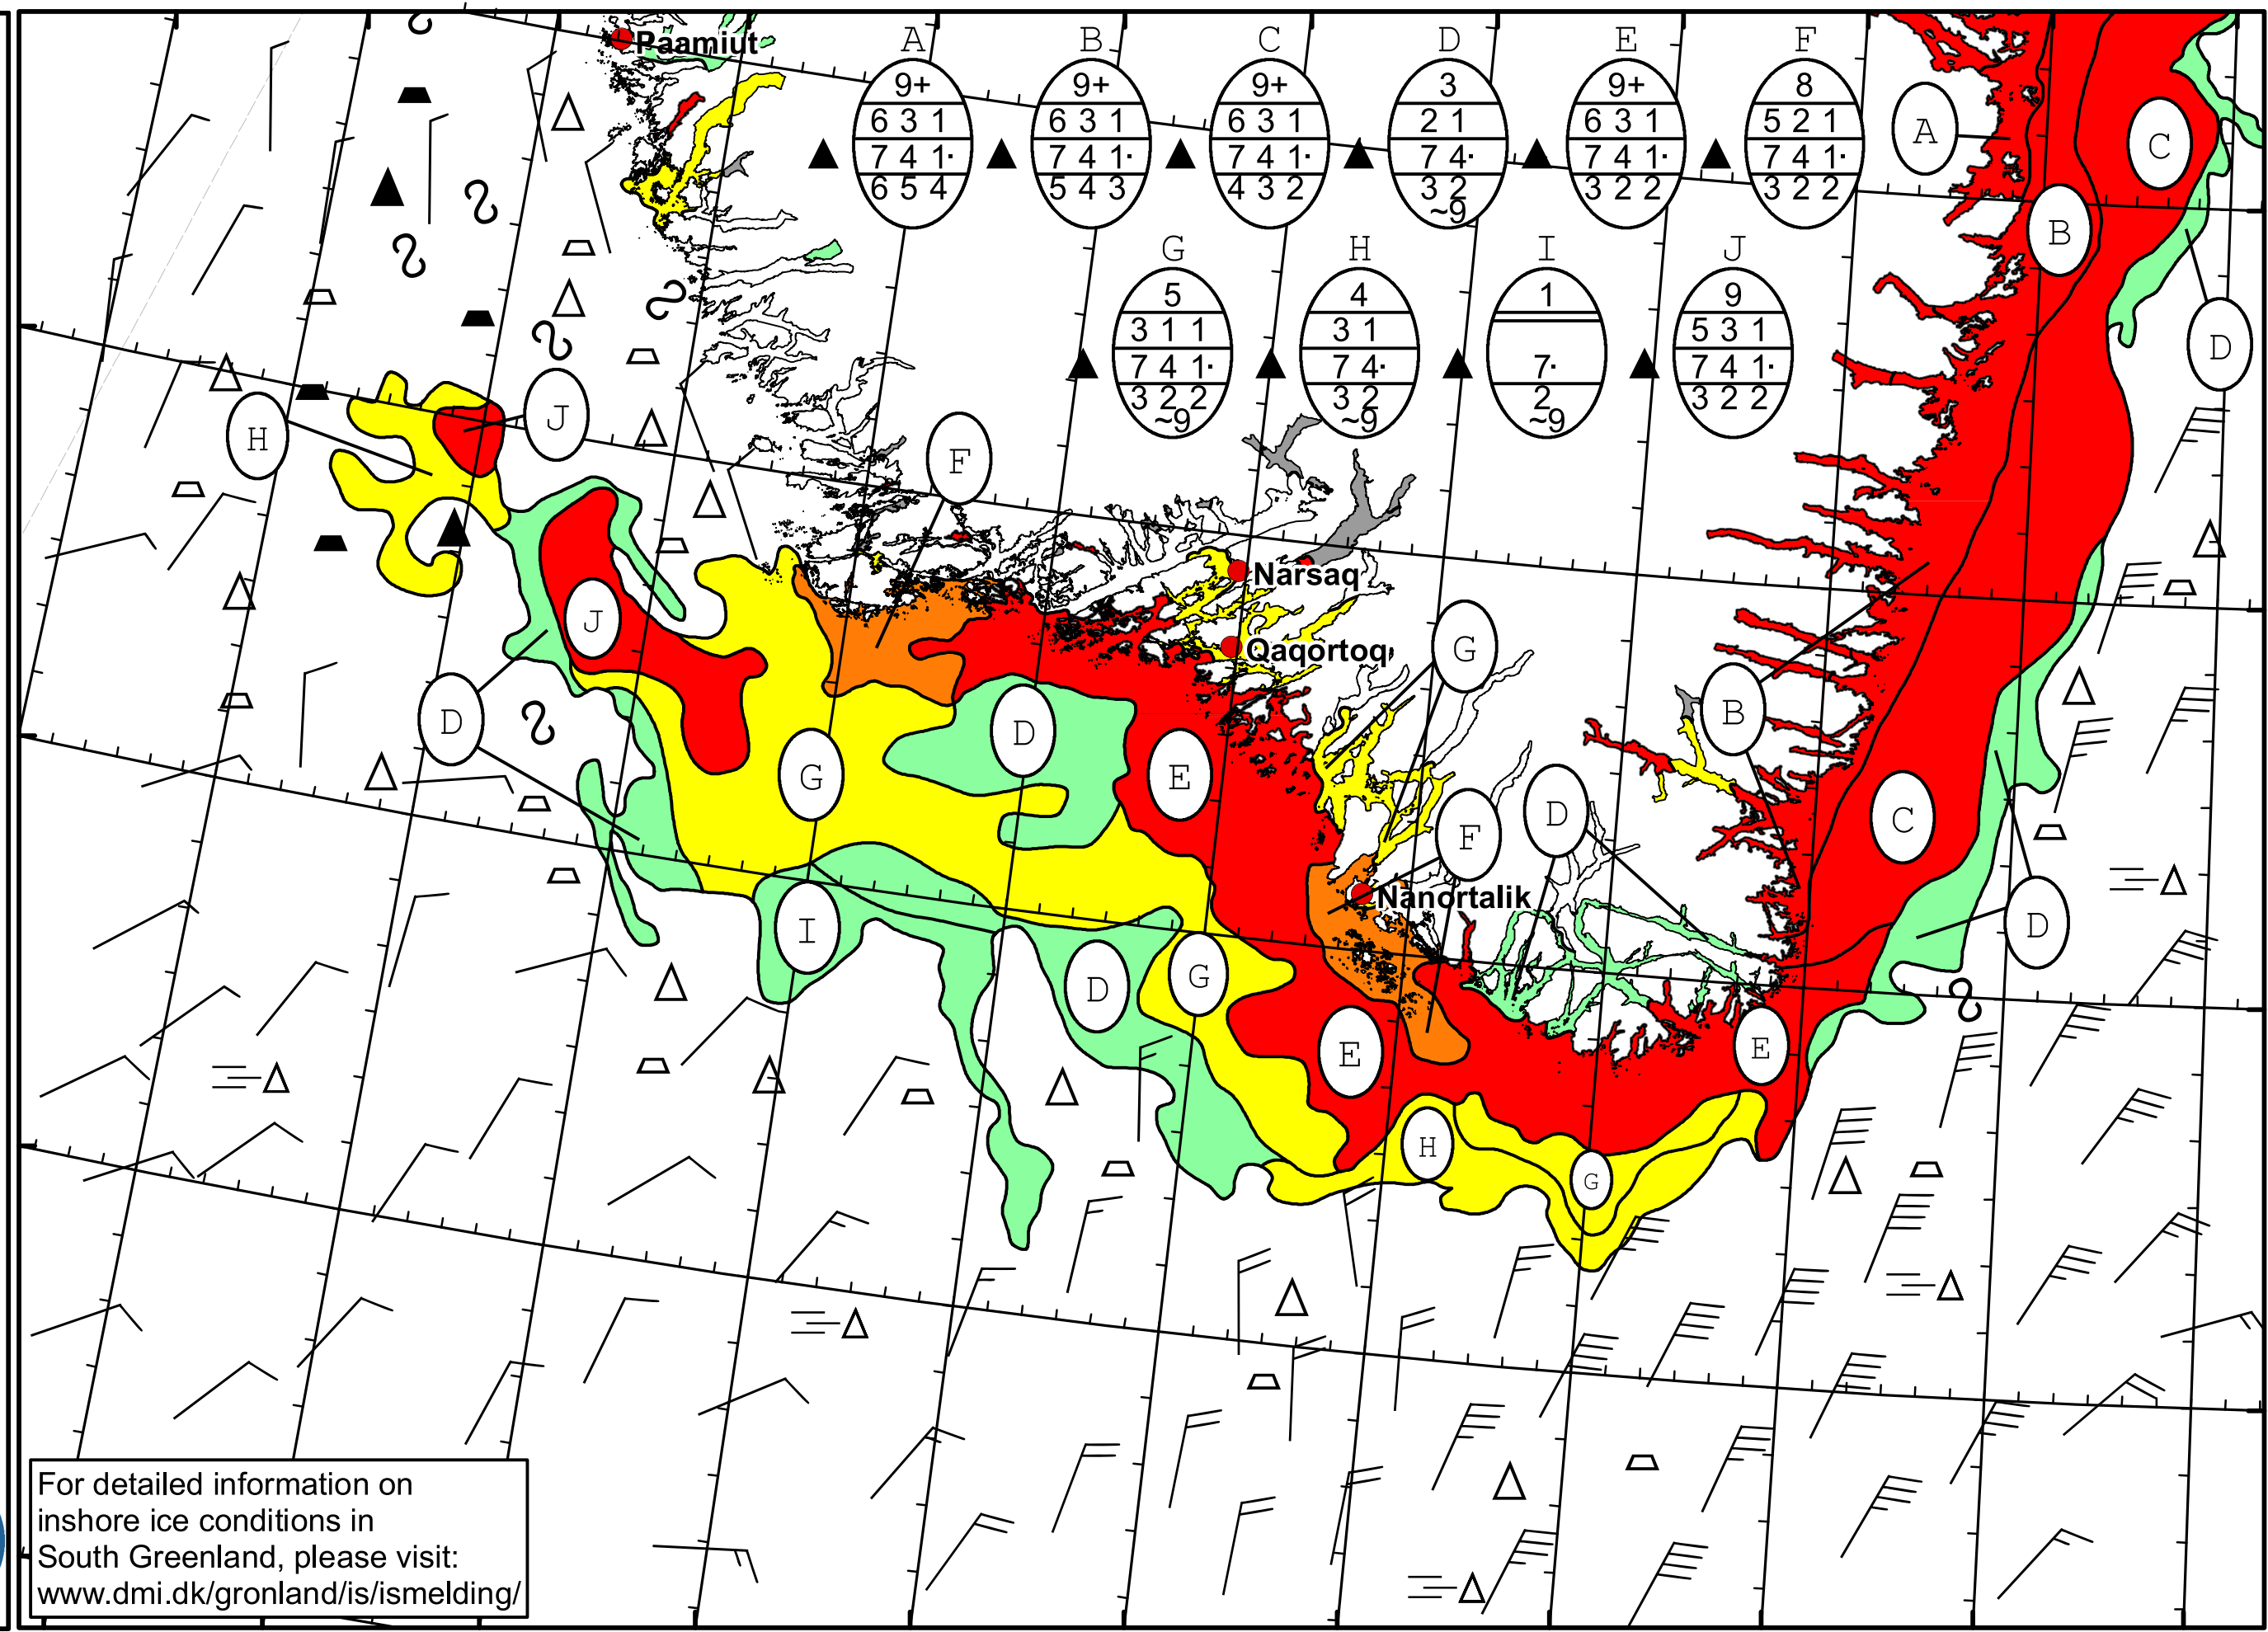 Paamiut
A B C D E F
9+ 9+ 9+ 3 9+ 8
6 3 1 6 3 1 6 3 1 2 1 6 3 1 5 2 1
7 4 1· 7 4 1· 7 4 1· 7 4· 7 4 1· 7 4 1·
6 5 4 5 4 3 4 3 2 3 2 3 2 2 3 2 2
~9
A
C
B
G H I J
5 4 1 9
3 1 1 3 1 5 3 1
7 4 1· 7 4· 7· 7 4 1·
3 2 2 3 2 2 3 2 2
~9 ~9 ~9
D
J
H
F
Narsaq
J
Qaqortoq
G
D
D
B
G
E
D
C
F
Nanortalik
I
D
G
D
E
E
H
G
For detailed information on
inshore ice conditions in
South Greenland, please visit:
www.dmi.dk/gronland/is/ismelding/